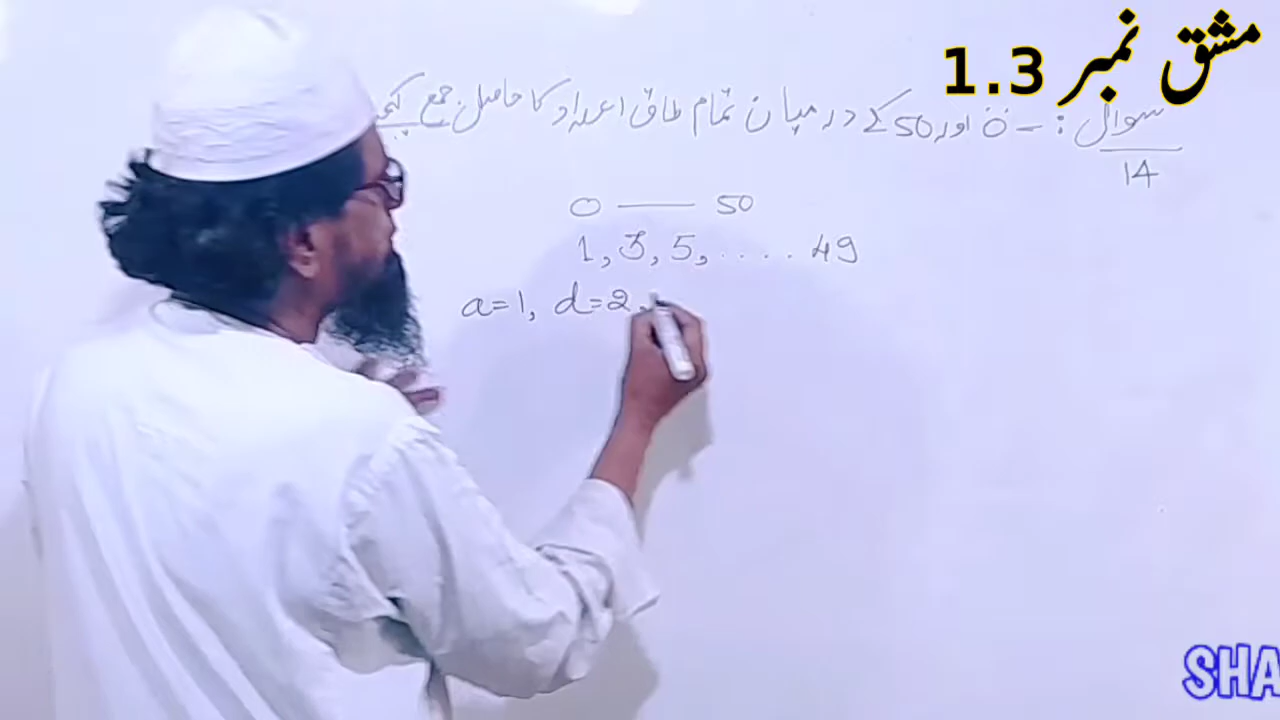 مشق نمبر 1.3
سوال :- 0 اور 50 کے درمیان تمام طاق اعداد کا حاصل جمع
14
0 — 50
1, 3, 5, .... 49
a=1, d=2,
SHA